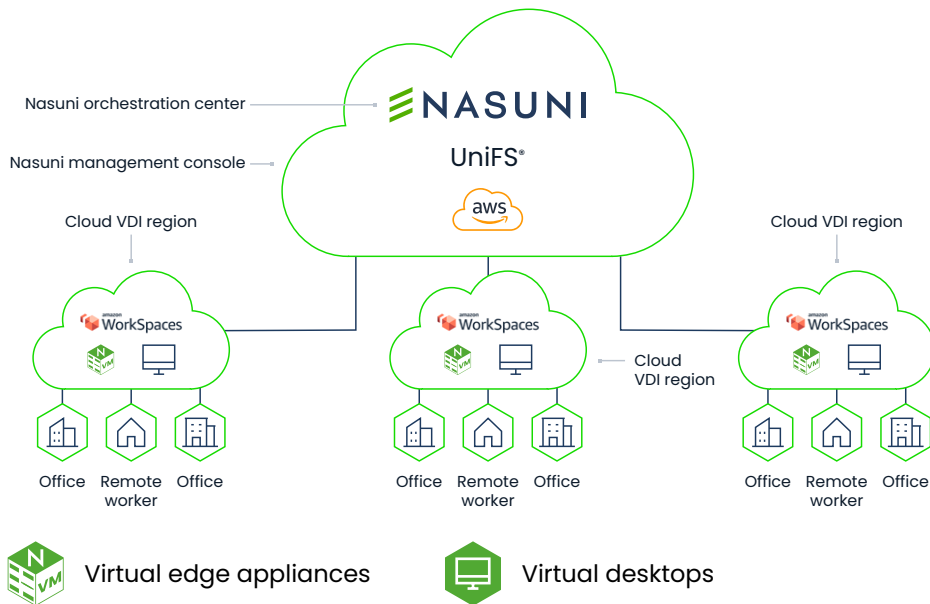 Nasuni orchestration center
NASUNI
Nasuni management console
UniFS®
aws
Cloud VDI region
Cloud VDI region
amazon
WorkSpaces
N
VM
amazon
WorkSpaces
N
VM
Cloud
VDI region
amazon
WorkSpaces
N
VM
Office
Remote
worker
Office
Office
Remote
worker
Office
Office
Remote
worker
Office
N
VM
Virtual edge appliances
Virtual desktops